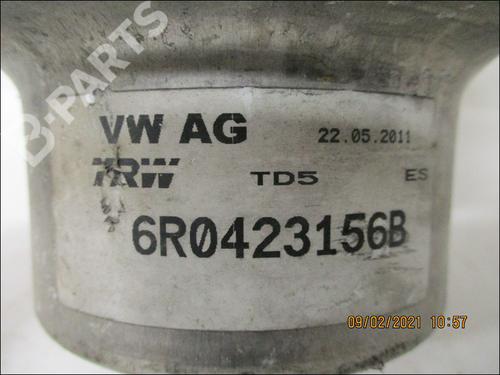 B-PARTS
VW AG 22.05.2011
TRW TD5 ES
6R0423156B
09/02/2021 10:57